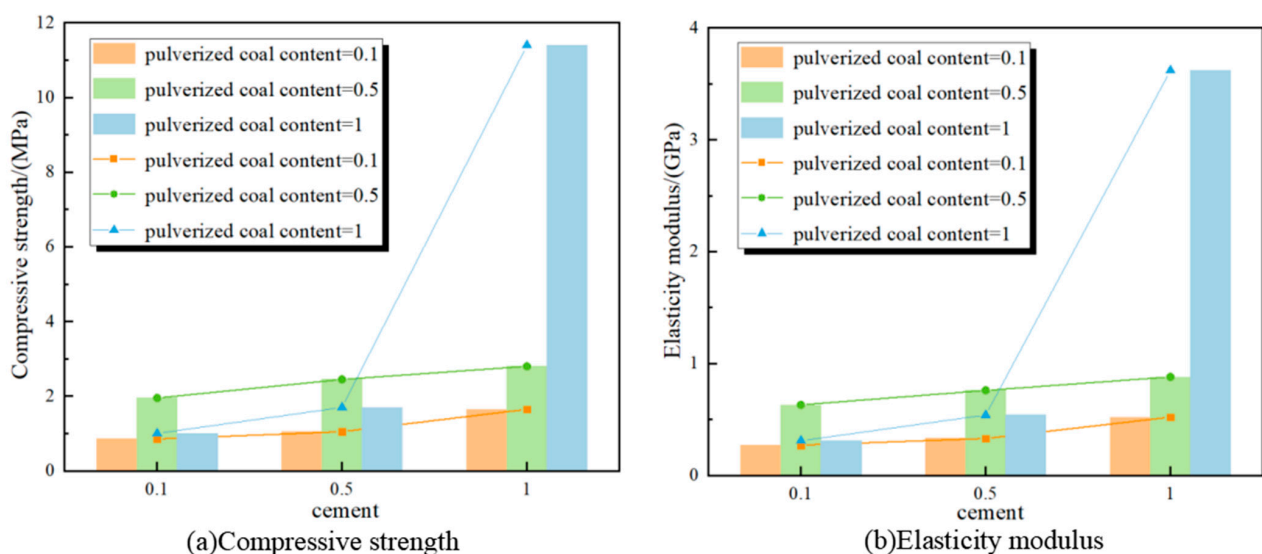 12
10
8
6
4
2
0
Compressive strength/(MPa)
pulverized coal content=0.1
pulverized coal content=0.5
pulverized coal content=1
pulverized coal content=0.1
pulverized coal content=0.5
pulverized coal content=1
0.1 0.5 1
cement
(a)Compressive strength
4
3
2
1
0
Elasticity modulus/(GPa)
pulverized coal content=0.1
pulverized coal content=0.5
pulverized coal content=1
pulverized coal content=0.1
pulverized coal content=0.5
pulverized coal content=1
0.1 0.5 1
cement
(b)Elasticity modulus